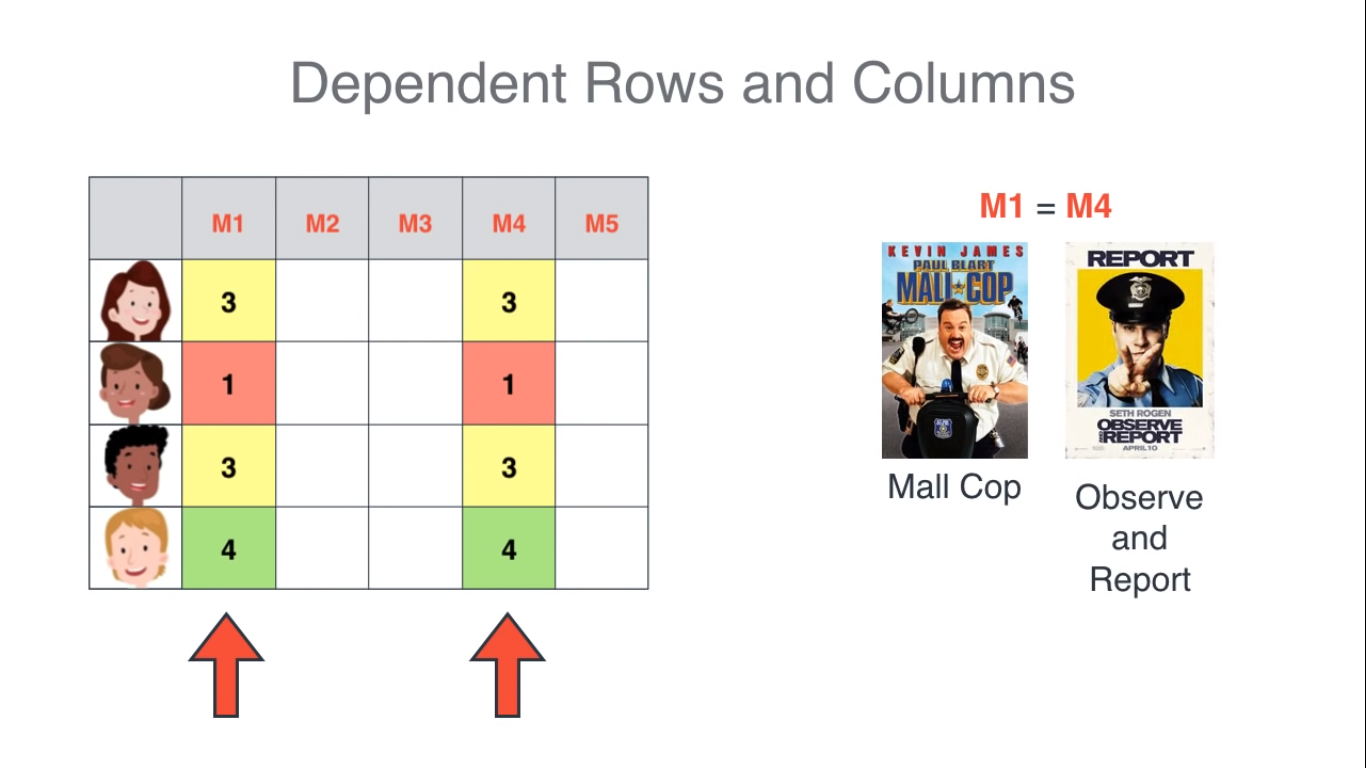 Dependent Rows and Columns
M1 M2 M3 M4 M5
3 3
1 1
3 3
4 4
M1 = M4
KEVIN JAMES
PAUL BLART
MALL COP
Mall Cop
REPORT
SETH ROGEN
OBSERVE
AND REPORT
APRIL 10
Observe
and
Report